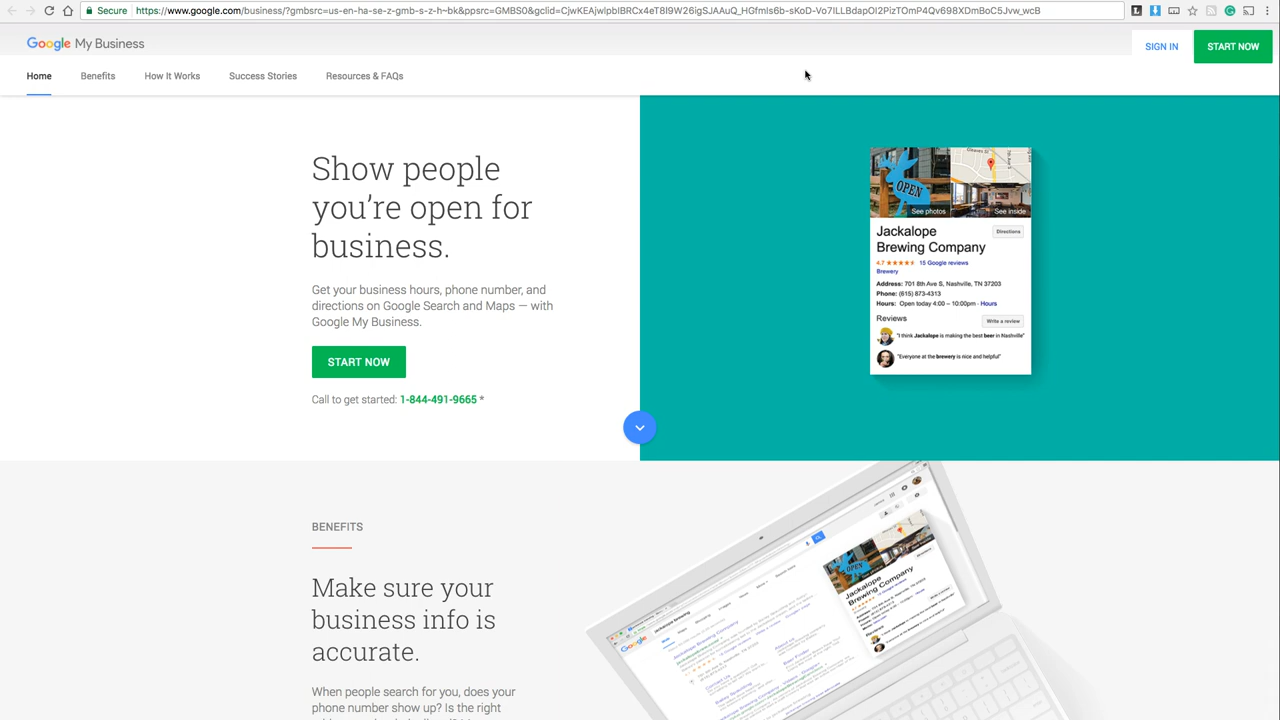 Secure
https://www.google.com/business/?gmbsrc=us-en-ha-se-z-gmb-s-z-h~bk&ppsrc=GMBS0&gclid=
Google My Business
SIGN IN
START NOW
Home
Benefits
How It Works
Success Stories
Resources & FAQs
Show people
you’re open for
business.
Get your business hours, phone number, and
directions on Google Search and Maps — with
Google My Business.
START NOW
Call to get started: 1-844-491-9665 *
OPEN
See photos
See inside
Jackalope
Brewing Company
Directions
4.7
15 Google reviews
Brewery
Address: 701 8th Ave S, Nashville, TN 37203
Phone: (615) 873-4313
Hours: Open today 4:00 – 10:00pm · Hours
Reviews
Write a review
"I think Jackalope is making the best beer in Nashville"
"Everyone at the brewery is nice and helpful"
BENEFITS
Make sure your
business info is
accurate.
When people search for you, does your
phone number show up? Is the right
Google
OPEN
Jackalope
Brewing Company